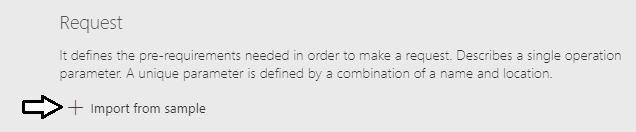 Request
It defines the pre-requirements needed in order to make a request. Describes a single operation
parameter. A unique parameter is defined by a combination of a name and location.
+ Import from sample